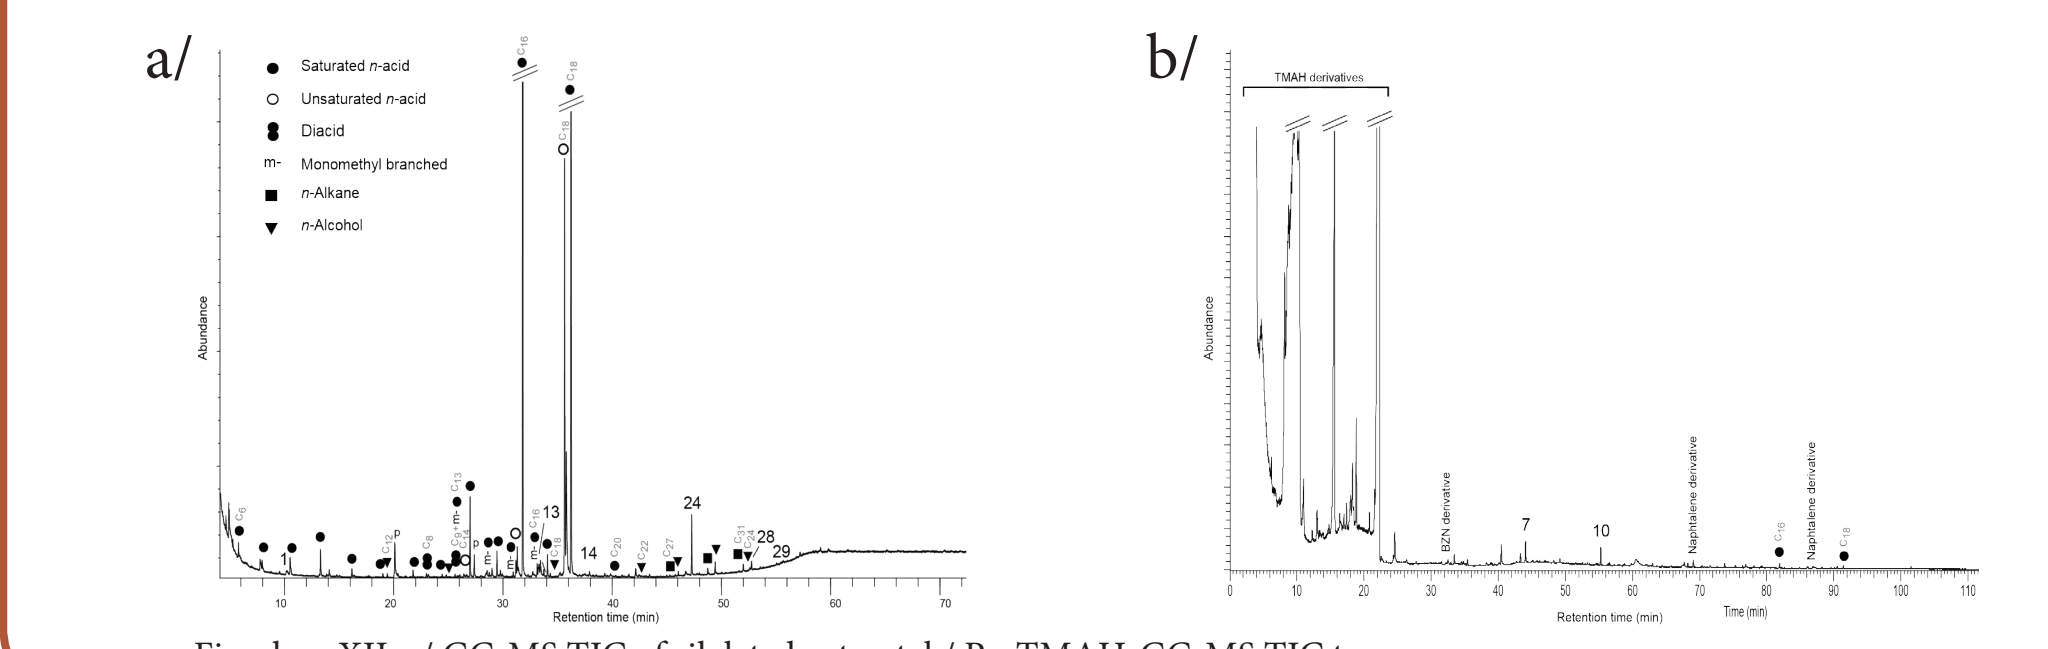 a/
Saturated n-acid
Unsaturated n-acid
Diacid
m- Monomethyl branched
n-Alkane
n-Alcohol
C16
C18
C18
Abundance
C6
1
C12
p
C8
C9+m-
C13
C14
p
m-
m-
C16
m-
13
C18
14
C20
C22
C27
24
C31
C24
28
29
10 20 30 40 50 60 70
Retention time (min)
b/
TMAH derivatives
Abundance
BZN derivative
7
10
Naphtalene derivative
C16
Naphtalene derivative
C18
0 10 20 30 40 50 60 70 80 90 100 110
Retention time (min)
Time (min)